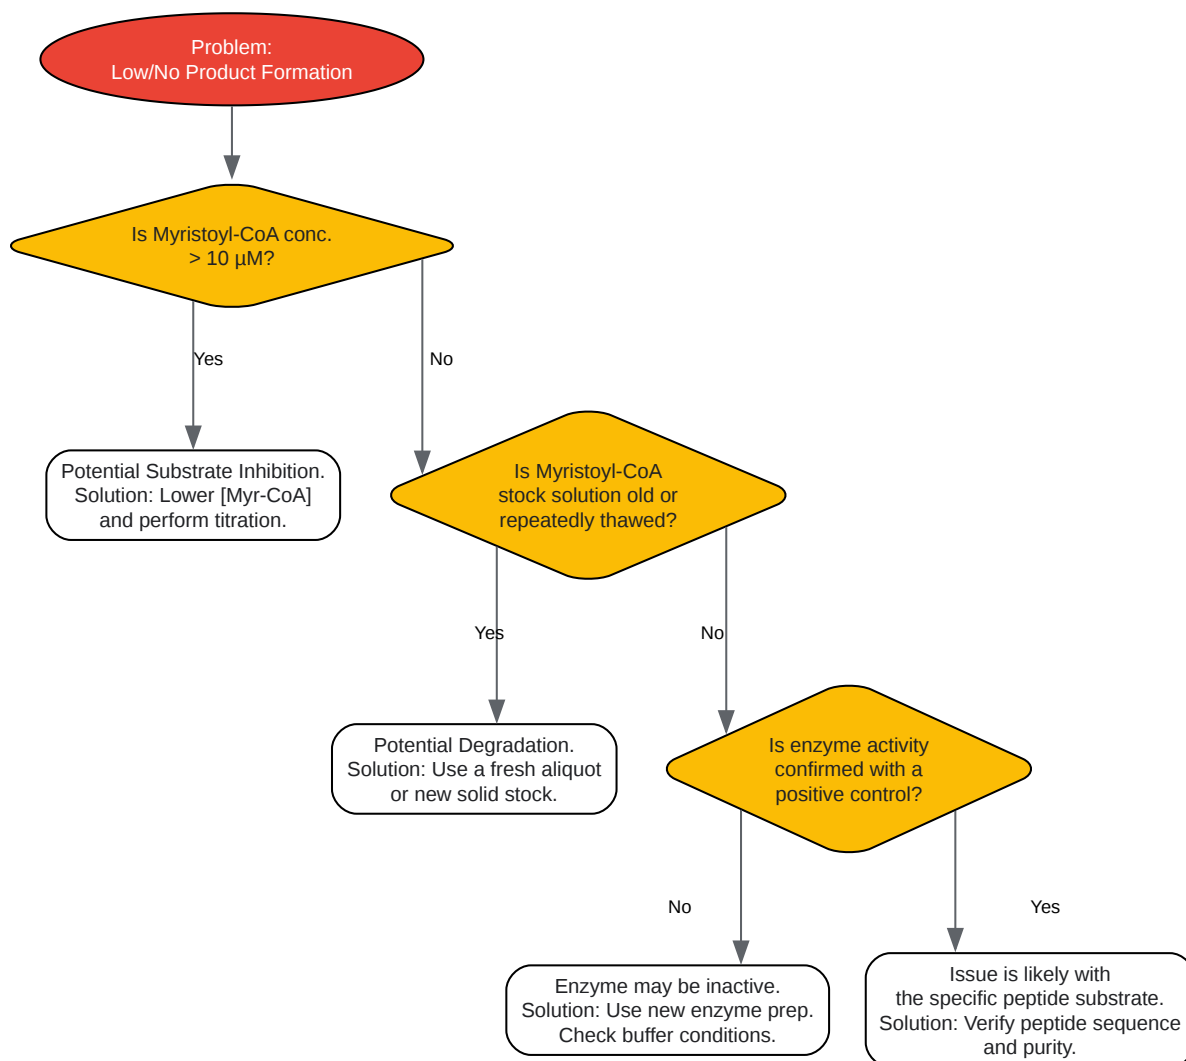 Problem:
Low/No Product Formation
Is Myristoyl-CoA conc.
> 10 µM?
Yes
No
Potential Substrate Inhibition.
Solution: Lower [Myr-CoA]
and perform titration.
Is Myristoyl-CoA
stock solution old or
repeatedly thawed?
Yes
No
Potential Degradation.
Solution: Use a fresh aliquot
or new solid stock.
Is enzyme activity
confirmed with a
positive control?
No
Yes
Enzyme may be inactive.
Solution: Use new enzyme prep.
Check buffer conditions.
Issue is likely with
the specific peptide substrate.
Solution: Verify peptide sequence
and purity.